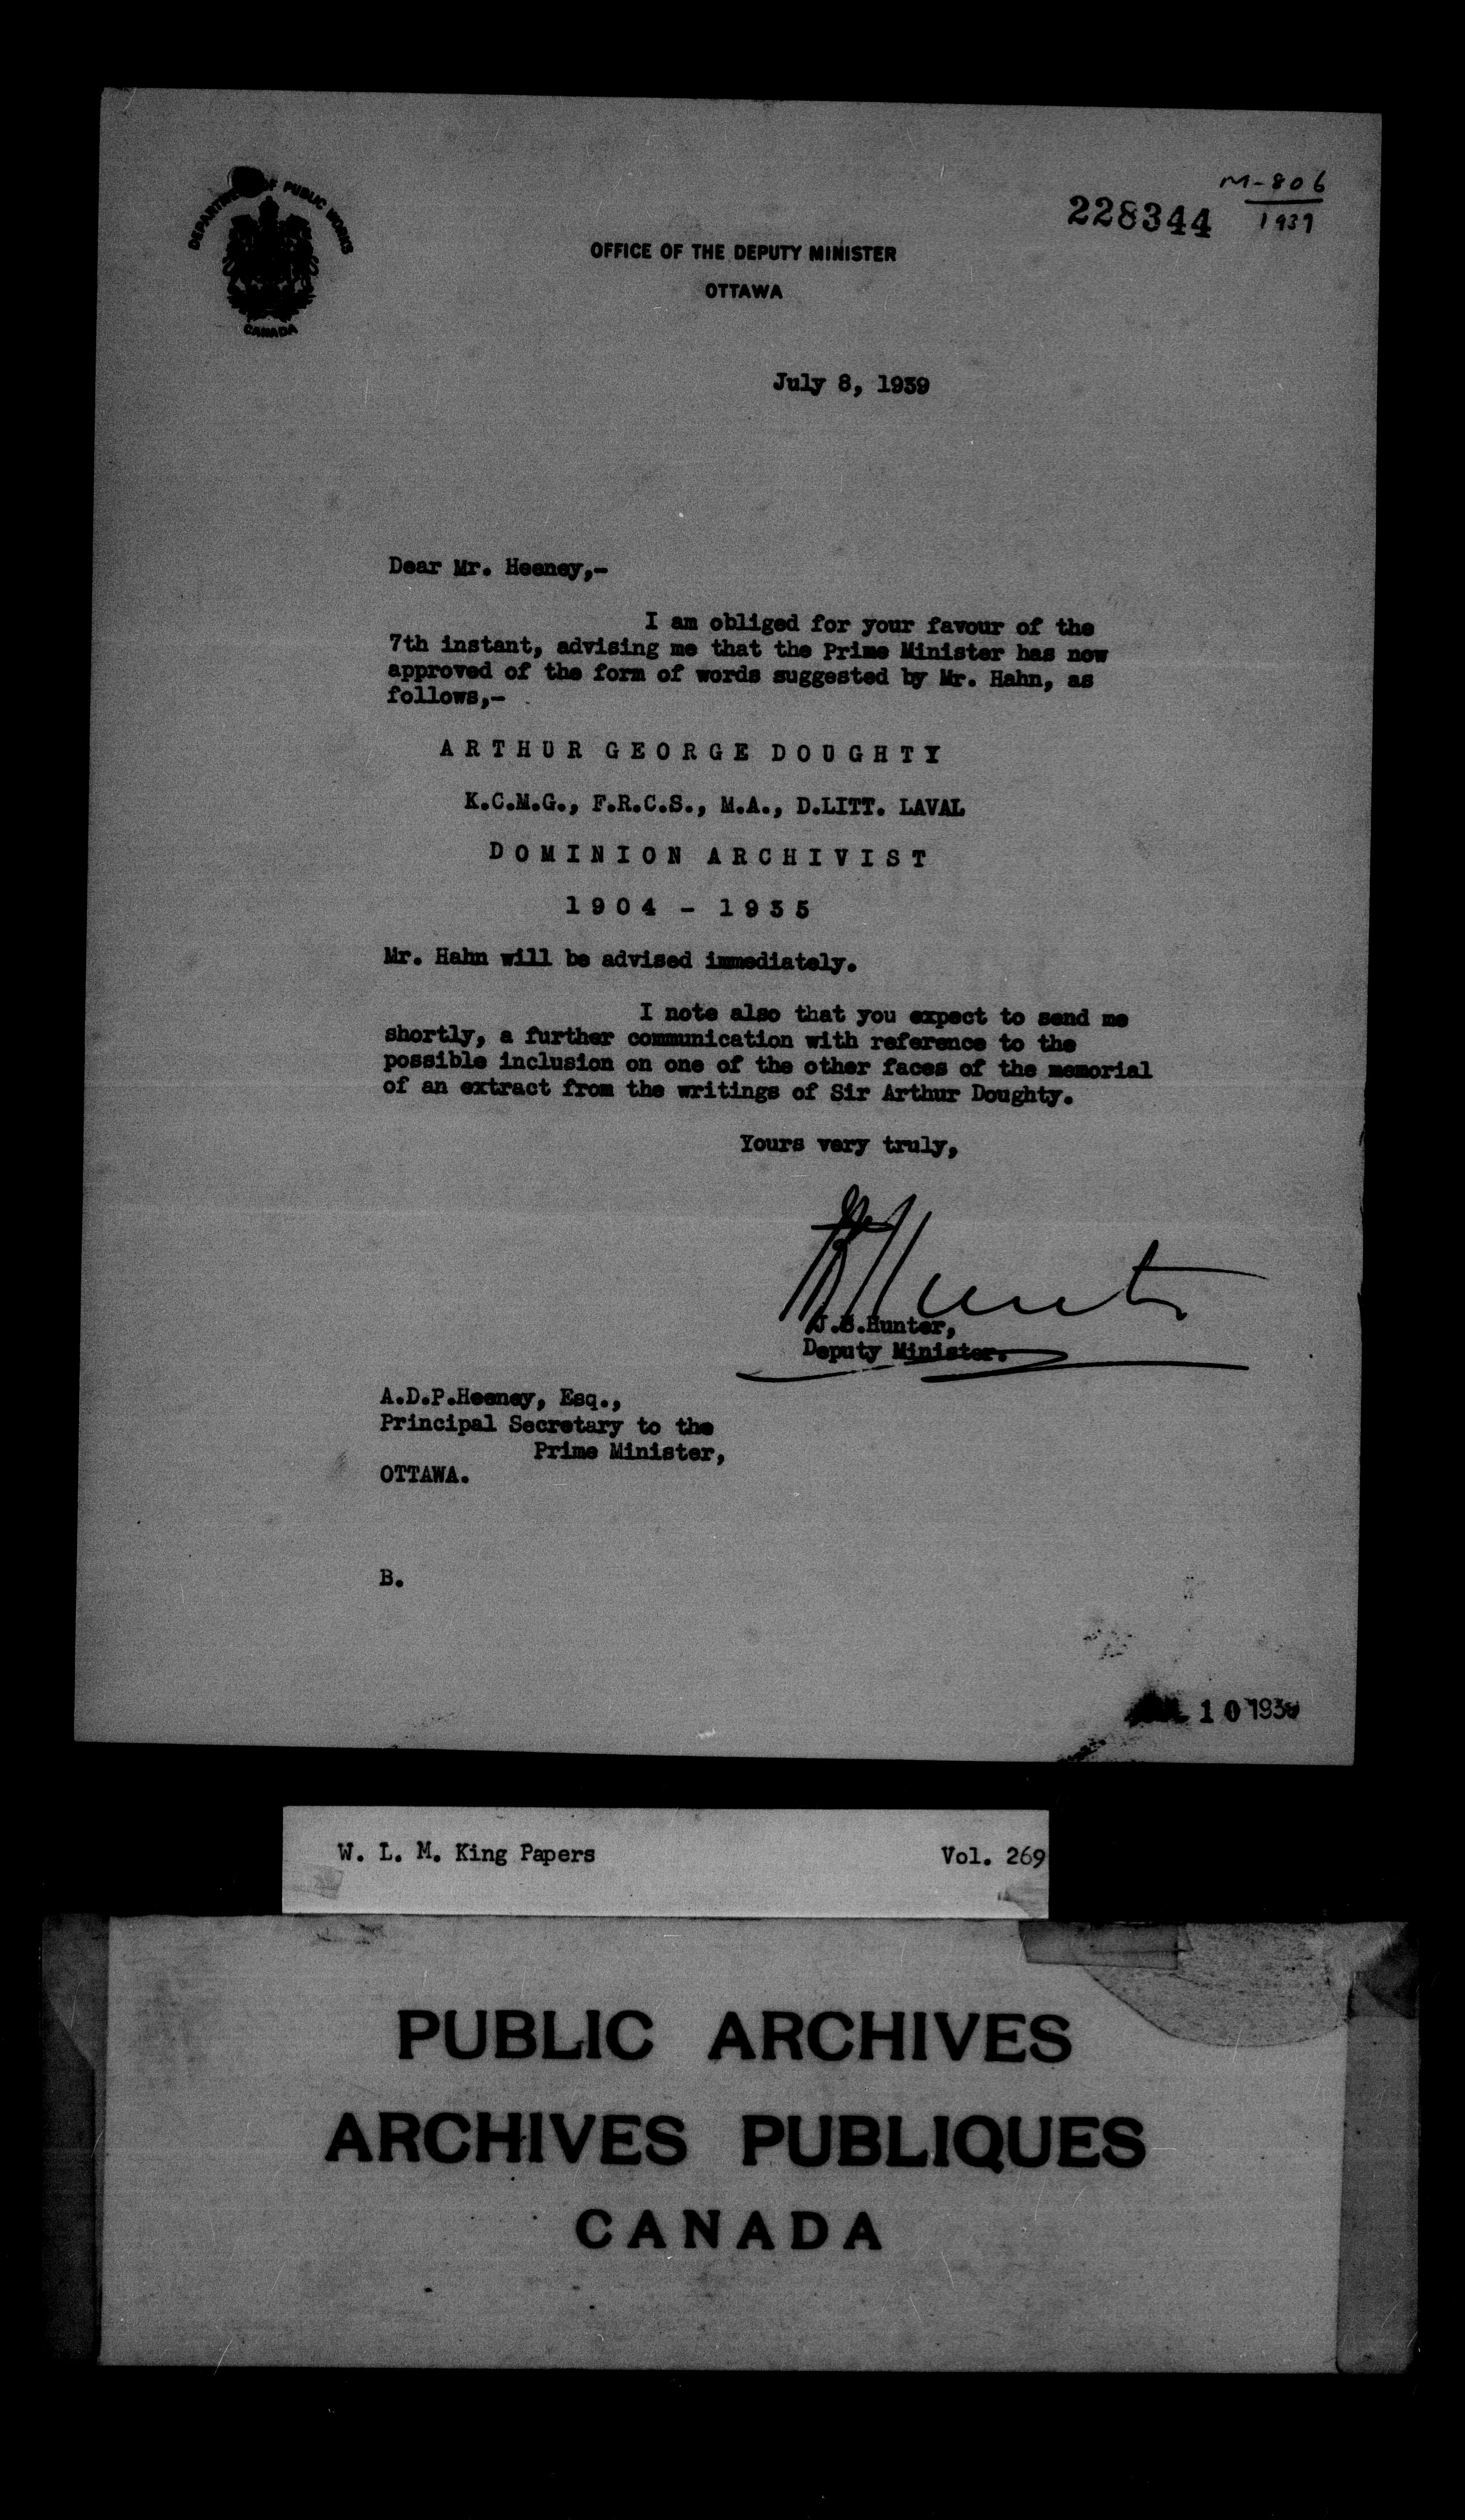 DEPARTMENT OF PUBLIC WORKS
CANADA
M-806
1939
228344
OFFICE OF THE DEPUTY MINISTER
OTTAWA
July 8, 1939
Dear Mr. Heeney,-
I am obliged for your favour of the
7th instant, advising me that the Prime Minister has now
approved of the form of words suggested by Mr. Hahn, as
follows,-
ARTHUR GEORGE DOUGHTY
K.C.M.G., F.R.C.S., M.A., D.LITT. LAVAL
DOMINION ARCHIVIST
1904 - 1935
Mr. Hahn will be advised immediately.
I note also that you expect to send me
shortly, a further communication with reference to the
possible inclusion on one of the other faces of the memorial
of an extract from the writings of Sir Arthur Doughty.
Yours very truly,
J.B. Hunter
J.B.Hunter,
Deputy Minister.
A.D.P.Heeney, Esq.,
Principal Secretary to the
Prime Minister,
OTTAWA.
B.
10 1939
W. L. M. King Papers Vol. 269
PUBLIC ARCHIVES
ARCHIVES PUBLIQUES
CANADA